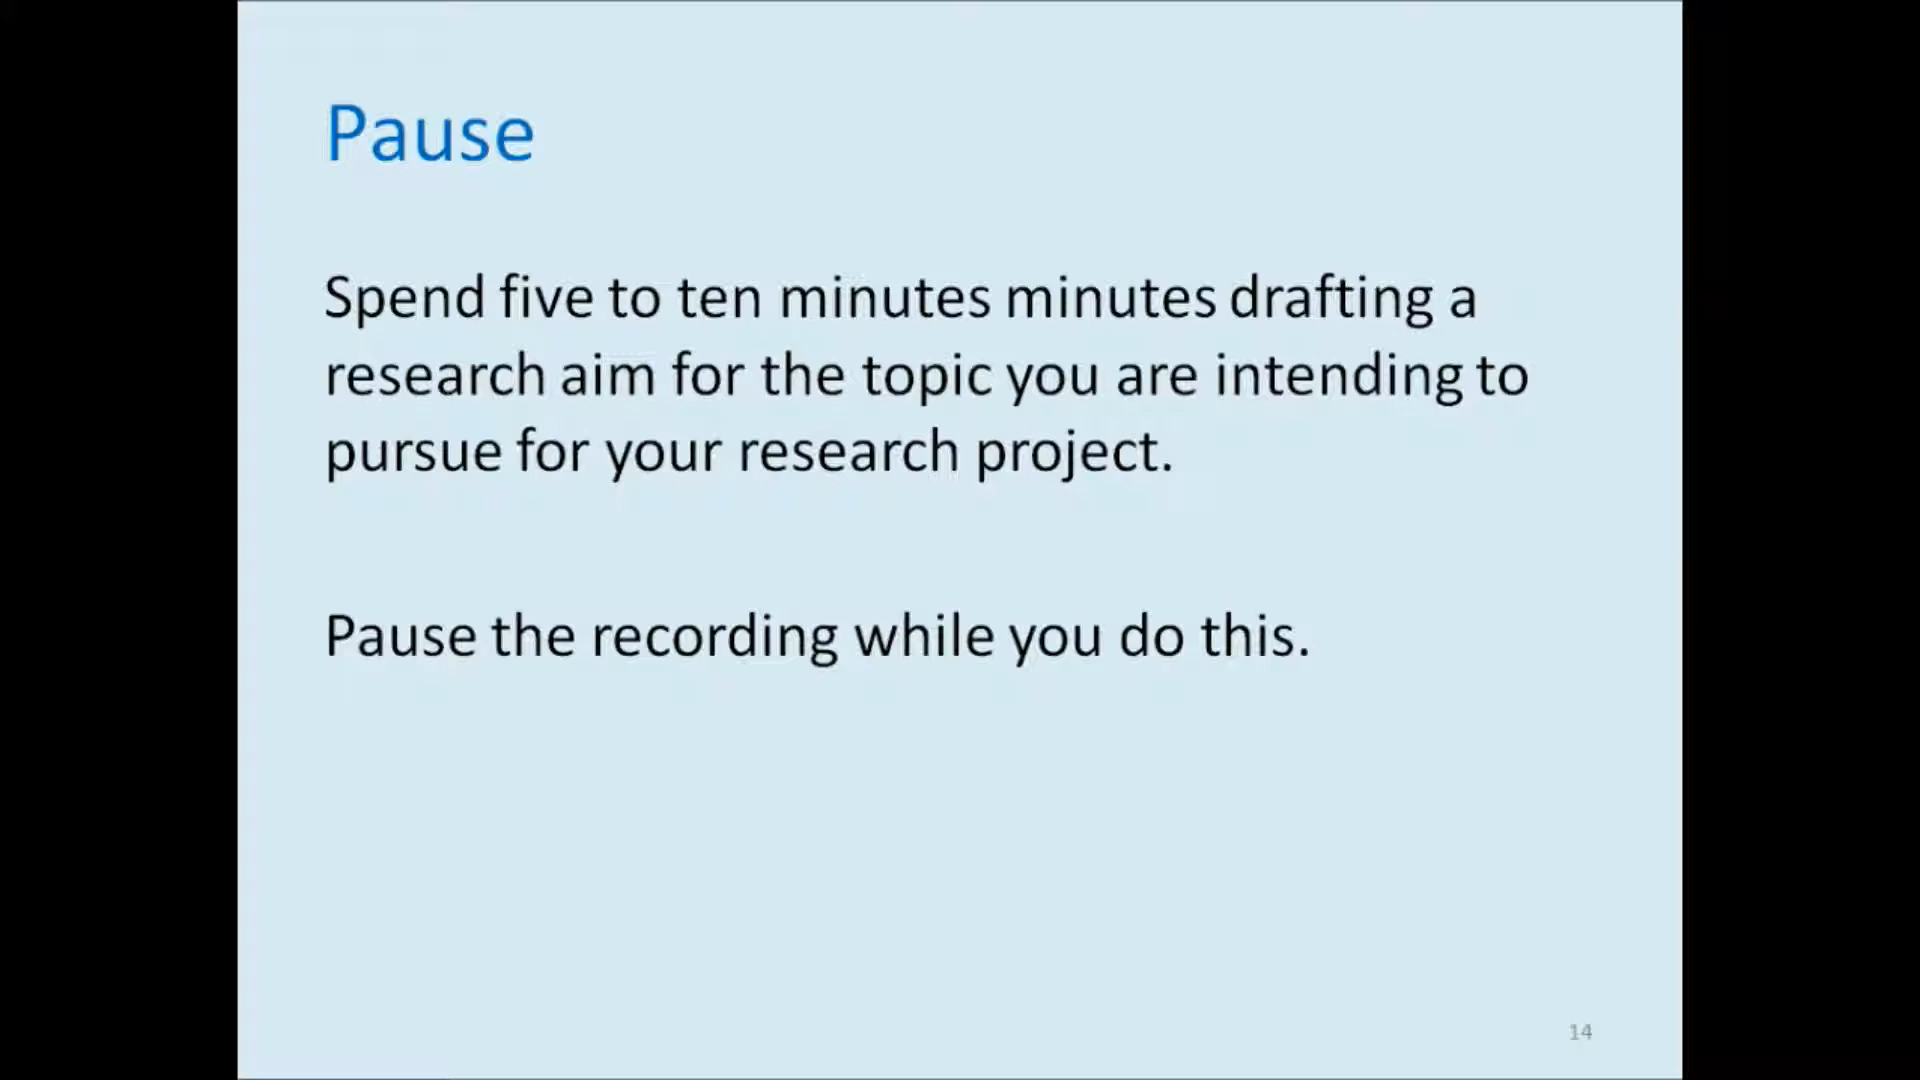 Pause
Spend five to ten minutes minutes drafting a
research aim for the topic you are intending to
pursue for your research project.
Pause the recording while you do this.
14